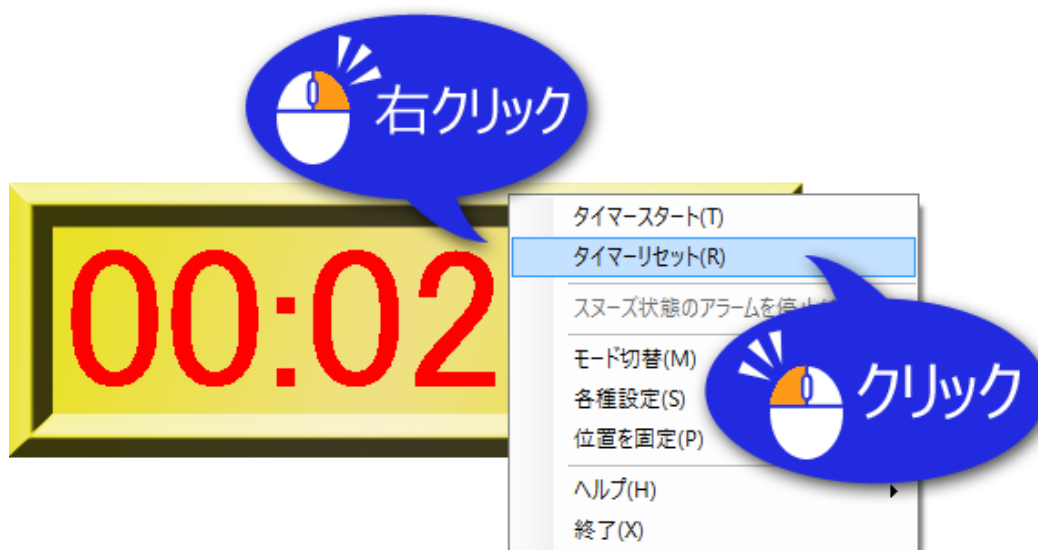 右クリック
00:02
タイマースタート(T)
タイマーリセット(R)
スヌーズ状態のアラームを停止
モード切替(M)
各種設定(S)
位置を固定(P)
ヘルプ(H)
終了(X)
クリック